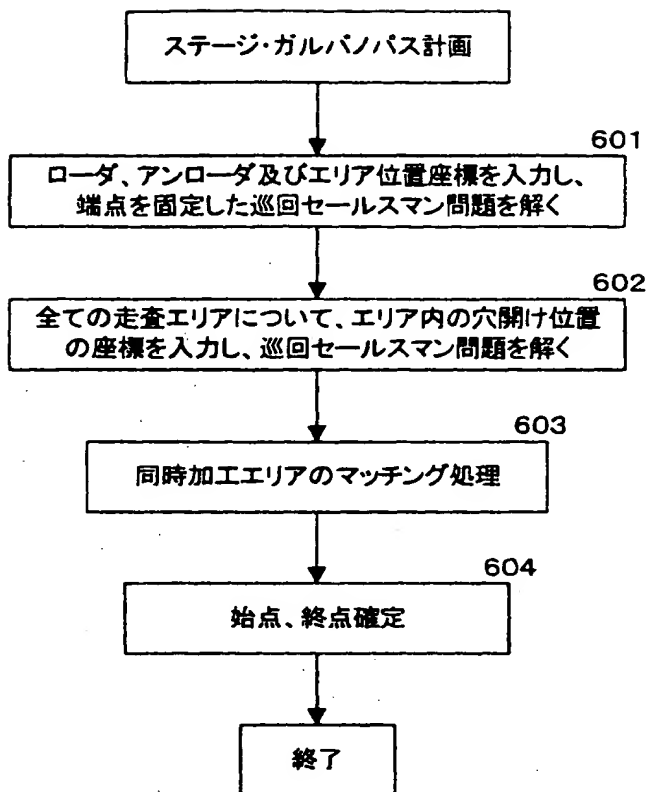 ステージ・ガルバノパス計画
601
ローダ、アンローダ及びエリア位置座標を入力し、
端点を固定した巡回セールスマン問題を解く
602
全ての走査エリアについて、エリア内の穴開け位置
の座標を入力し、巡回セールスマン問題を解く
603
同時加工エリアのマッチング処理
604
始点、終点確定
終了